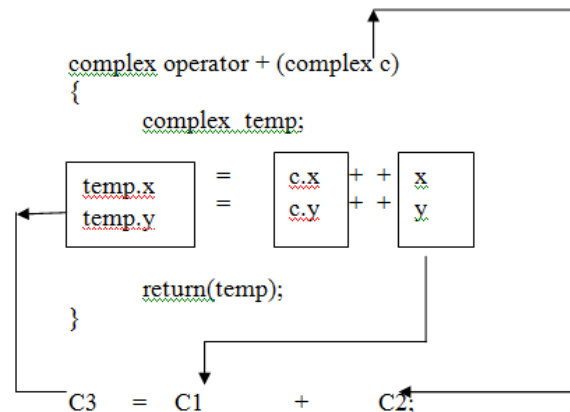 complex operator + (complex c)
{
complex temp;
temp.x = c.x + + x
temp.y = c.y + + y
return(temp);
}
C3 = C1 + C2;